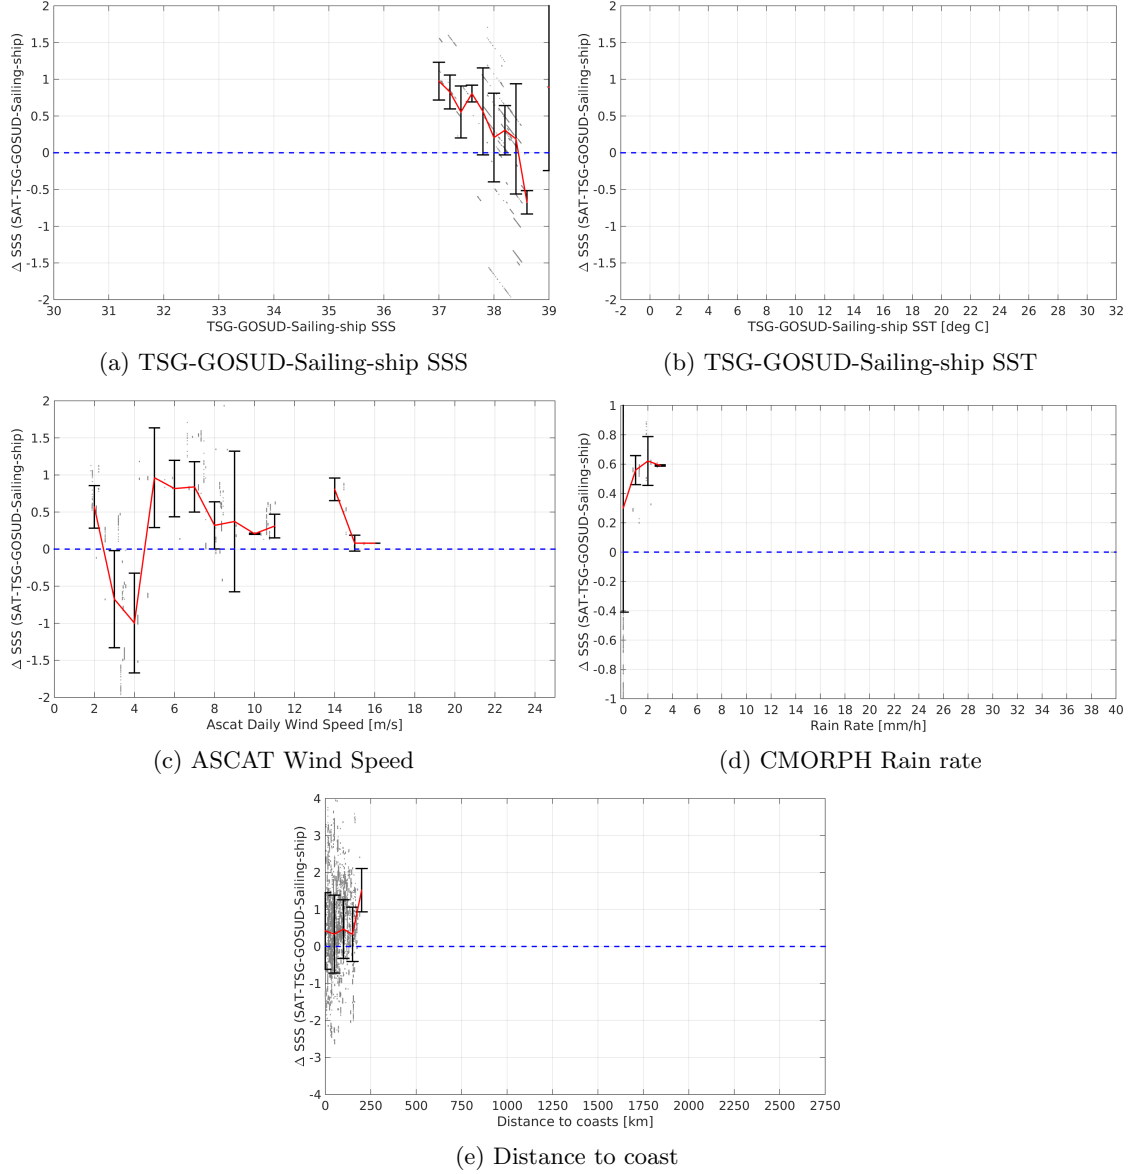 2
1.5
1
0.5
0
-0.5
-1
-1.5
-2
30 31 32 33 34 35 36 37 38 39
Δ SSS (SAT-TSG-GOSUD-Sailing-ship)
TSG-GOSUD-Sailing-ship SSS
(a) TSG-GOSUD-Sailing-ship SSS
2
1.5
1
0.5
0
-0.5
-1
-1.5
-2
-2 0 2 4 6 8 10 12 14 16 18 20 22 24 26 28 30 32
Δ SSS (SAT-TSG-GOSUD-Sailing-ship)
TSG-GOSUD-Sailing-ship SST [deg C]
(b) TSG-GOSUD-Sailing-ship SST
2
1.5
1
0.5
0
-0.5
-1
-1.5
-2
0 2 4 6 8 10 12 14 16 18 20 22 24
Δ SSS (SAT-TSG-GOSUD-Sailing-ship)
Ascat Daily Wind Speed [m/s]
(c) ASCAT Wind Speed
1
0.8
0.6
0.4
0.2
0
-0.2
-0.4
-0.6
-0.8
-1
0 2 4 6 8 10 12 14 16 18 20 22 24 26 28 30 32 34 36 38 40
Δ SSS (SAT-TSG-GOSUD-Sailing-ship)
Rain Rate [mm/h]
(d) CMORPH Rain rate
4
3
2
1
0
-1
-2
-3
-4
0 250 500 750 1000 1250 1500 1750 2000 2250 2500 2750
Δ SSS (SAT-TSG-GOSUD-Sailing-ship)
Distance to coasts [km]
(e) Distance to coast